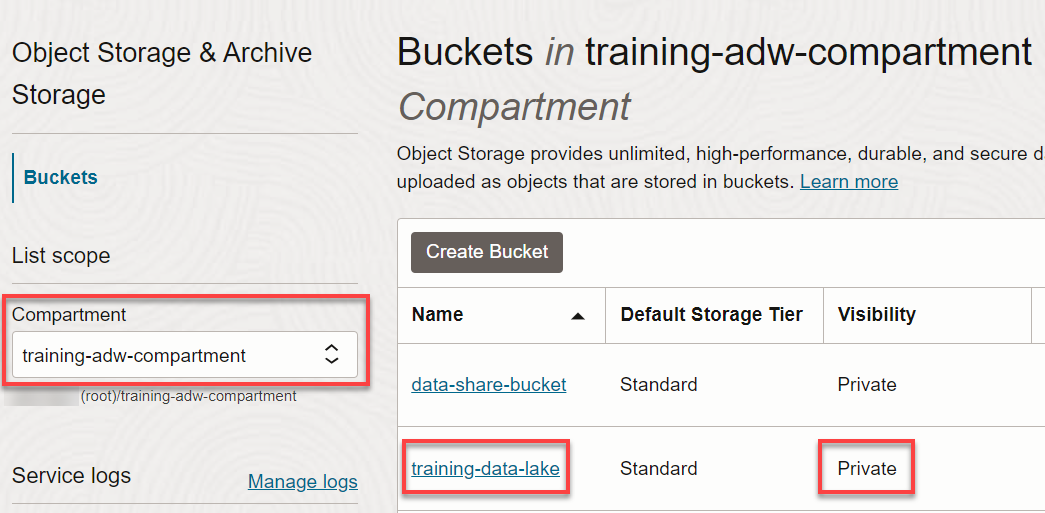 Object Storage & Archive
Storage
Buckets
List scope
Compartment
training-adw-compartment
(root)/training-adw-compartment
Service logs
Manage logs
Buckets in training-adw-compartment
Compartment
Object Storage provides unlimited, high-performance, durable, and secure
uploaded as objects that are stored in buckets. Learn more
Create Bucket
Name Default Storage Tier Visibility
data-share-bucket Standard Private
training-data-lake Standard Private